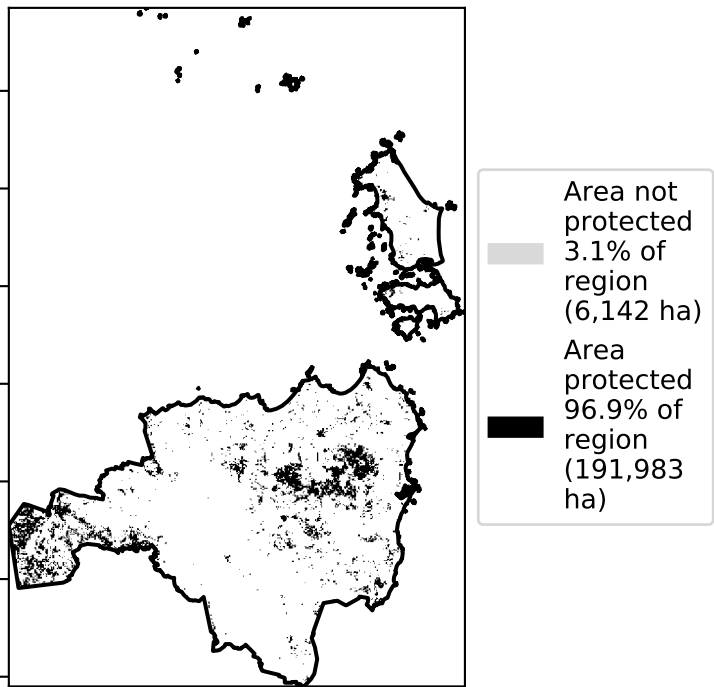 Area not
protected
3.1% of
region
(6,142 ha)
Area
protected
96.9% of
region
(191,983
ha)